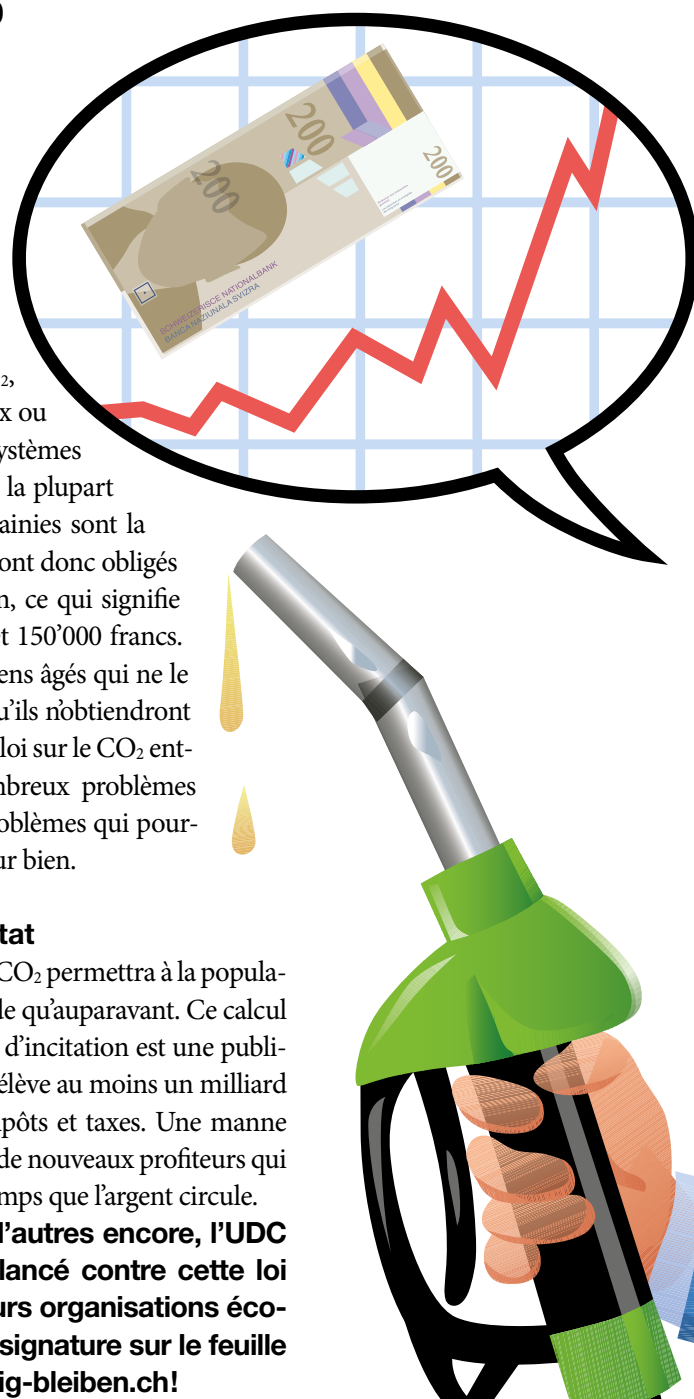 200
200
200
SCHWEIZERISCE NATIONALBANK
BANCA NAZIUNALA SVIZRA
2,
x ou
ystèmes
la plupart
ainies sont la
ont donc obligés
n, ce qui signifie
t 150’000 francs.
ens âgés qui ne le
u’ils n’obtiendront
loi sur le CO2 ent-
mbreux problèmes
oblèmes qui pour-
ur bien.
tat
CO2 permettra à la popula-
de qu’auparavant. Ce calcul
d’incitation est une publi-
élève au moins un milliard
pôts et taxes. Une manne
de nouveaux profiteurs qui
mps que l’argent circule.
l’autres encore, l’UDC
lancé contre cette loi
urs organisations éco-
signature sur le feuille
ig-bleiben.ch!